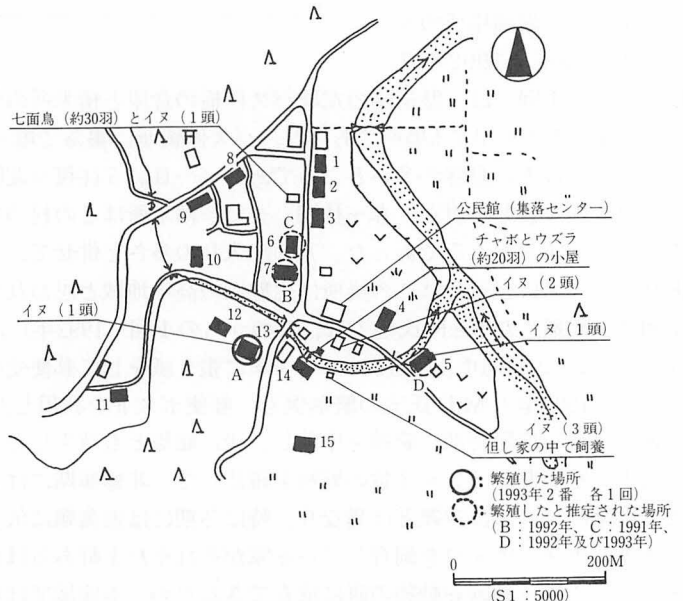 七面鳥（約30羽）とイヌ（1頭）
8
1
2
公民館（集落センター）
9
3
C
6
チャボとウズラ
（約20羽）の小屋
10
7
イヌ（2頭）
B
4
イヌ（1頭）
12
13
イヌ（1頭）
A
14
D
5
11
イヌ（3頭）
但し家の中で飼養
15
：繁殖した場所
（1993年2番　各1回）
：繁殖したと推定された場所
（B：1992年、C：1991年、
D：1992年及び1993年）
0
200M
（S 1：5000）